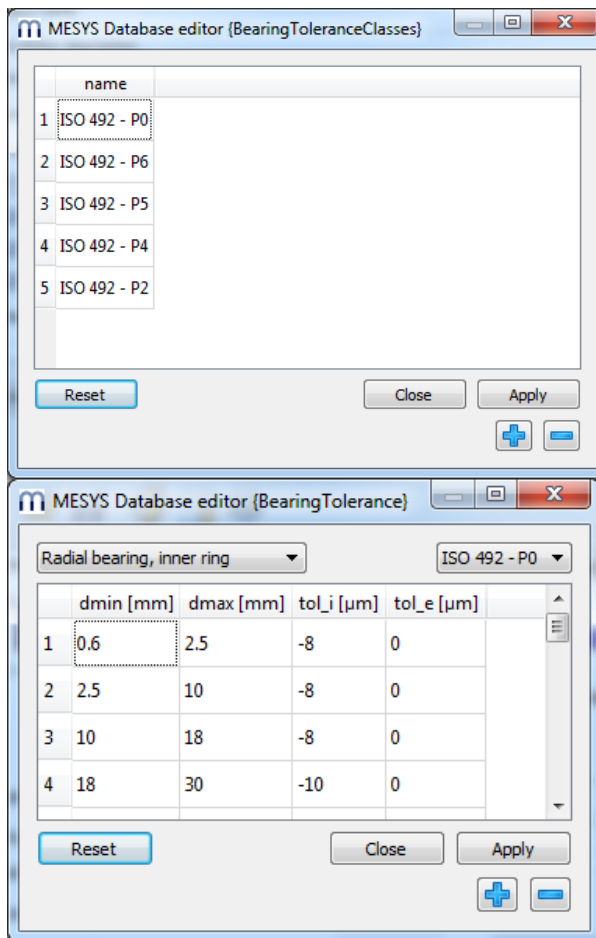 MESYS Database editor {BearingToleranceClasses}
name
1 ISO 492 - P0
2 ISO 492 - P6
3 ISO 492 - P5
4 ISO 492 - P4
5 ISO 492 - P2
Reset Close Apply
MESYS Database editor {BearingTolerance}
Radial bearing, inner ring ISO 492 - P0
dmin [mm] dmax [mm] tol_i [µm] tol_e [µm]
1 0.6 2.5 -8 0
2 2.5 10 -8 0
3 10 18 -8 0
4 18 30 -10 0
Reset Close Apply